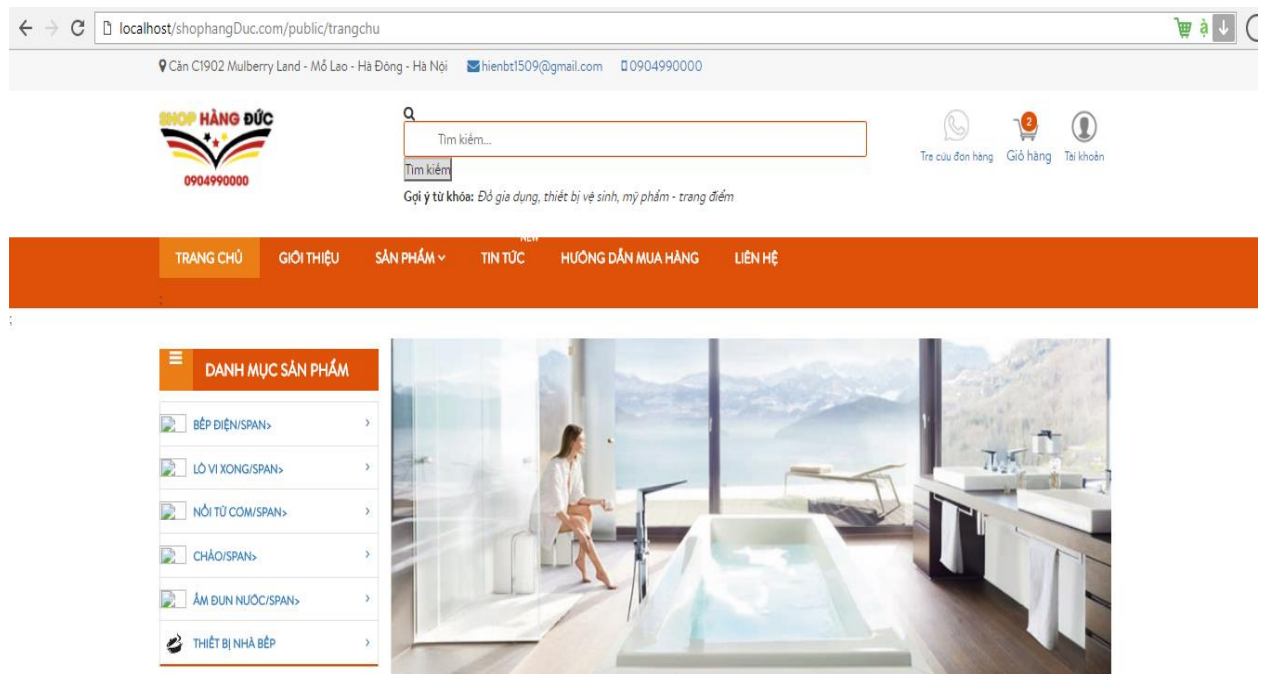 localhost/shophangDuc.com/public/trangchu
Căn C1902 Mulberry Land - Mỗ Lao - Hà Đông - Hà Nội hienbt1509@gmail.com 0904990000
SHOP HÀNG ĐỨC
0904990000
Tìm kiếm...
Tìm kiếm
Gợi ý từ khóa: Đồ gia dụng, thiết bị vệ sinh, mỹ phẩm - trang điểm
2
Tra cứu đơn hàng Giỏ hàng Tài khoản
NEW
TRANG CHỦ GIỚI THIỆU SẢN PHẨM TIN TỨC HƯỚNG DẪN MUA HÀNG LIÊN HỆ
;
;
DANH MỤC SẢN PHẨM
BẾP ĐIỆN/SPAN>
LÒ VI XONG/SPAN>
NỒI TỪ CƠM/SPAN>
CHẢO/SPAN>
ẤM ĐUN NƯỚC/SPAN>
THIẾT BỊ NHÀ BẾP